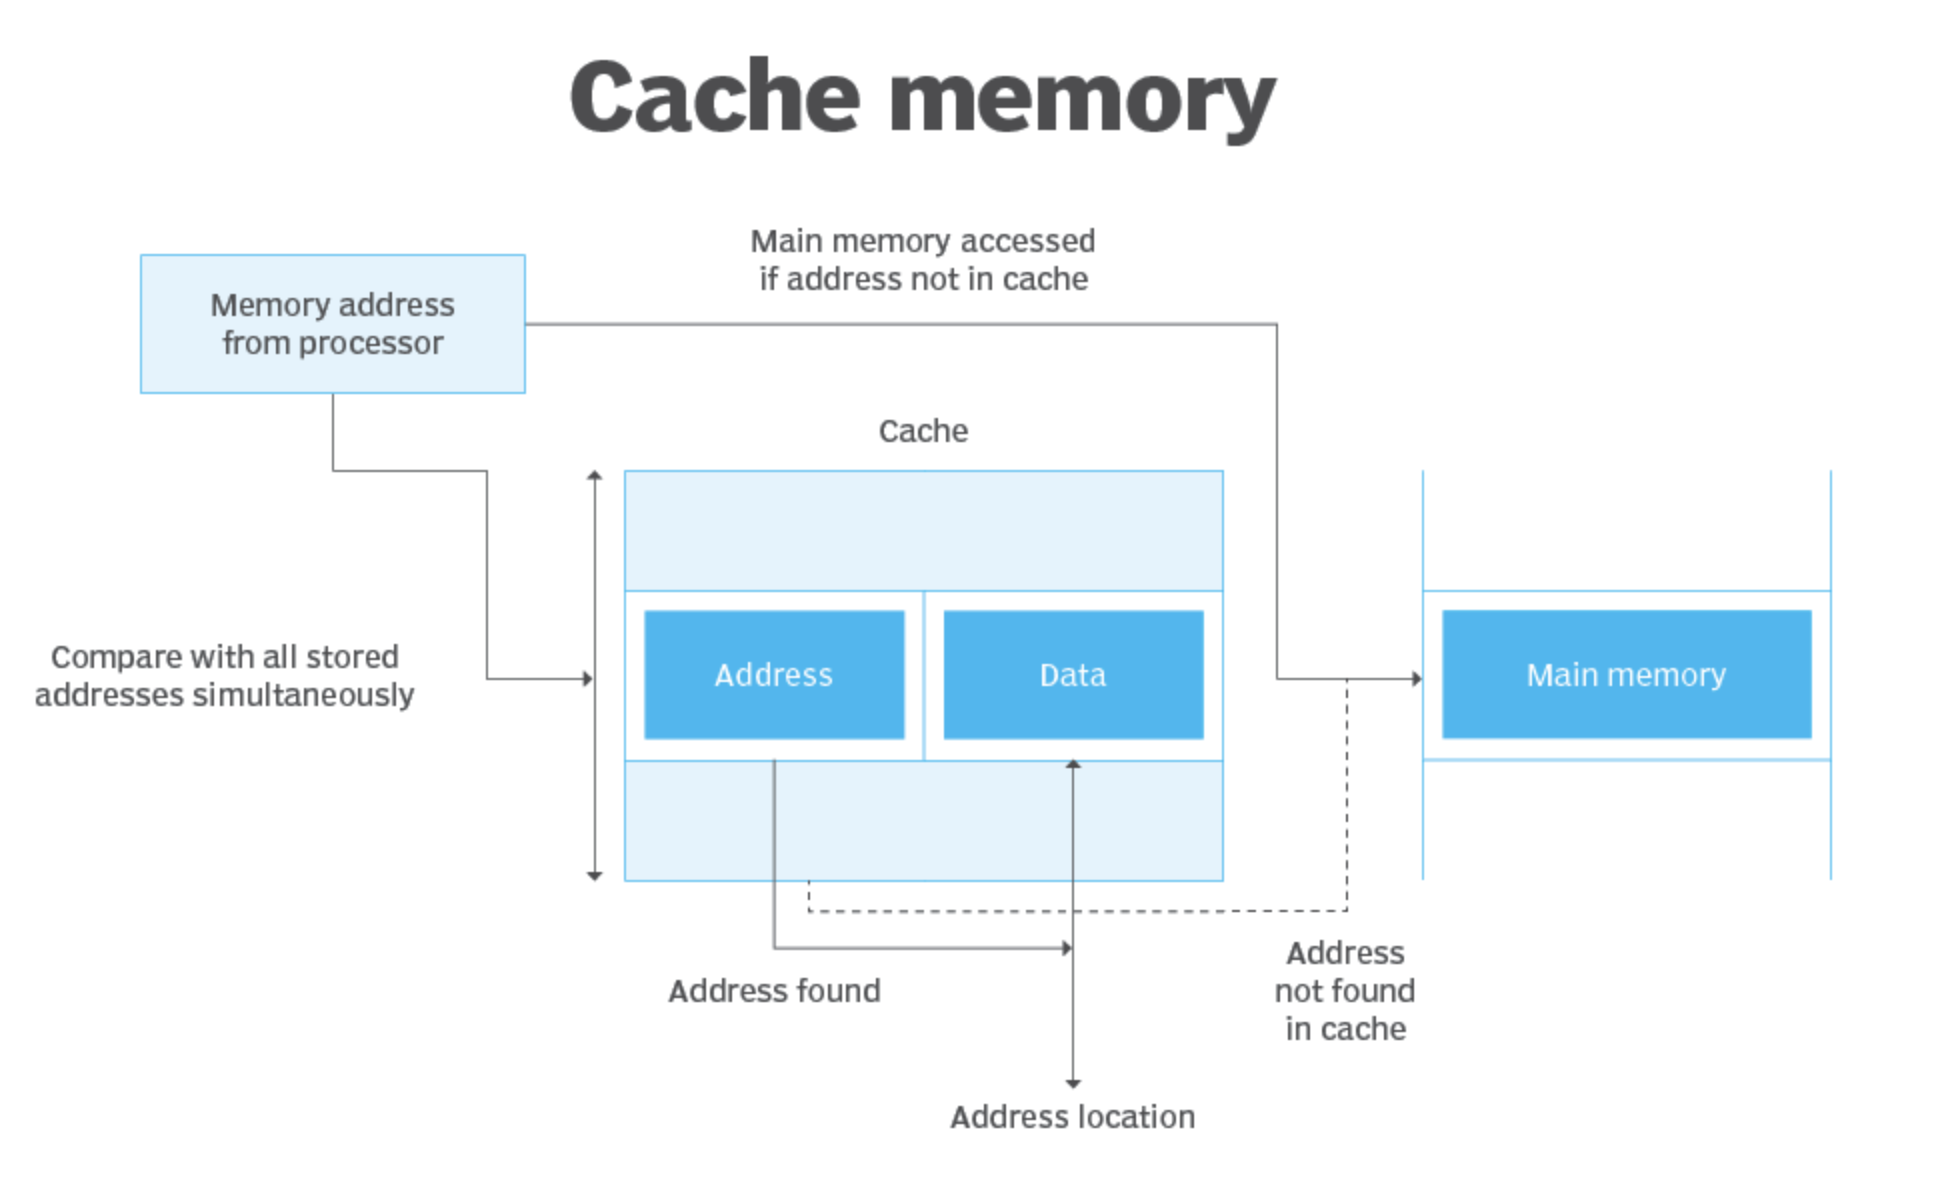 Cache memory
Main memory accessed
if address not in cache
Memory address
from processor
Cache
Compare with all stored
addresses simultaneously
Address
Data
Main memory
Address found
Address
not found
in cache
Address location